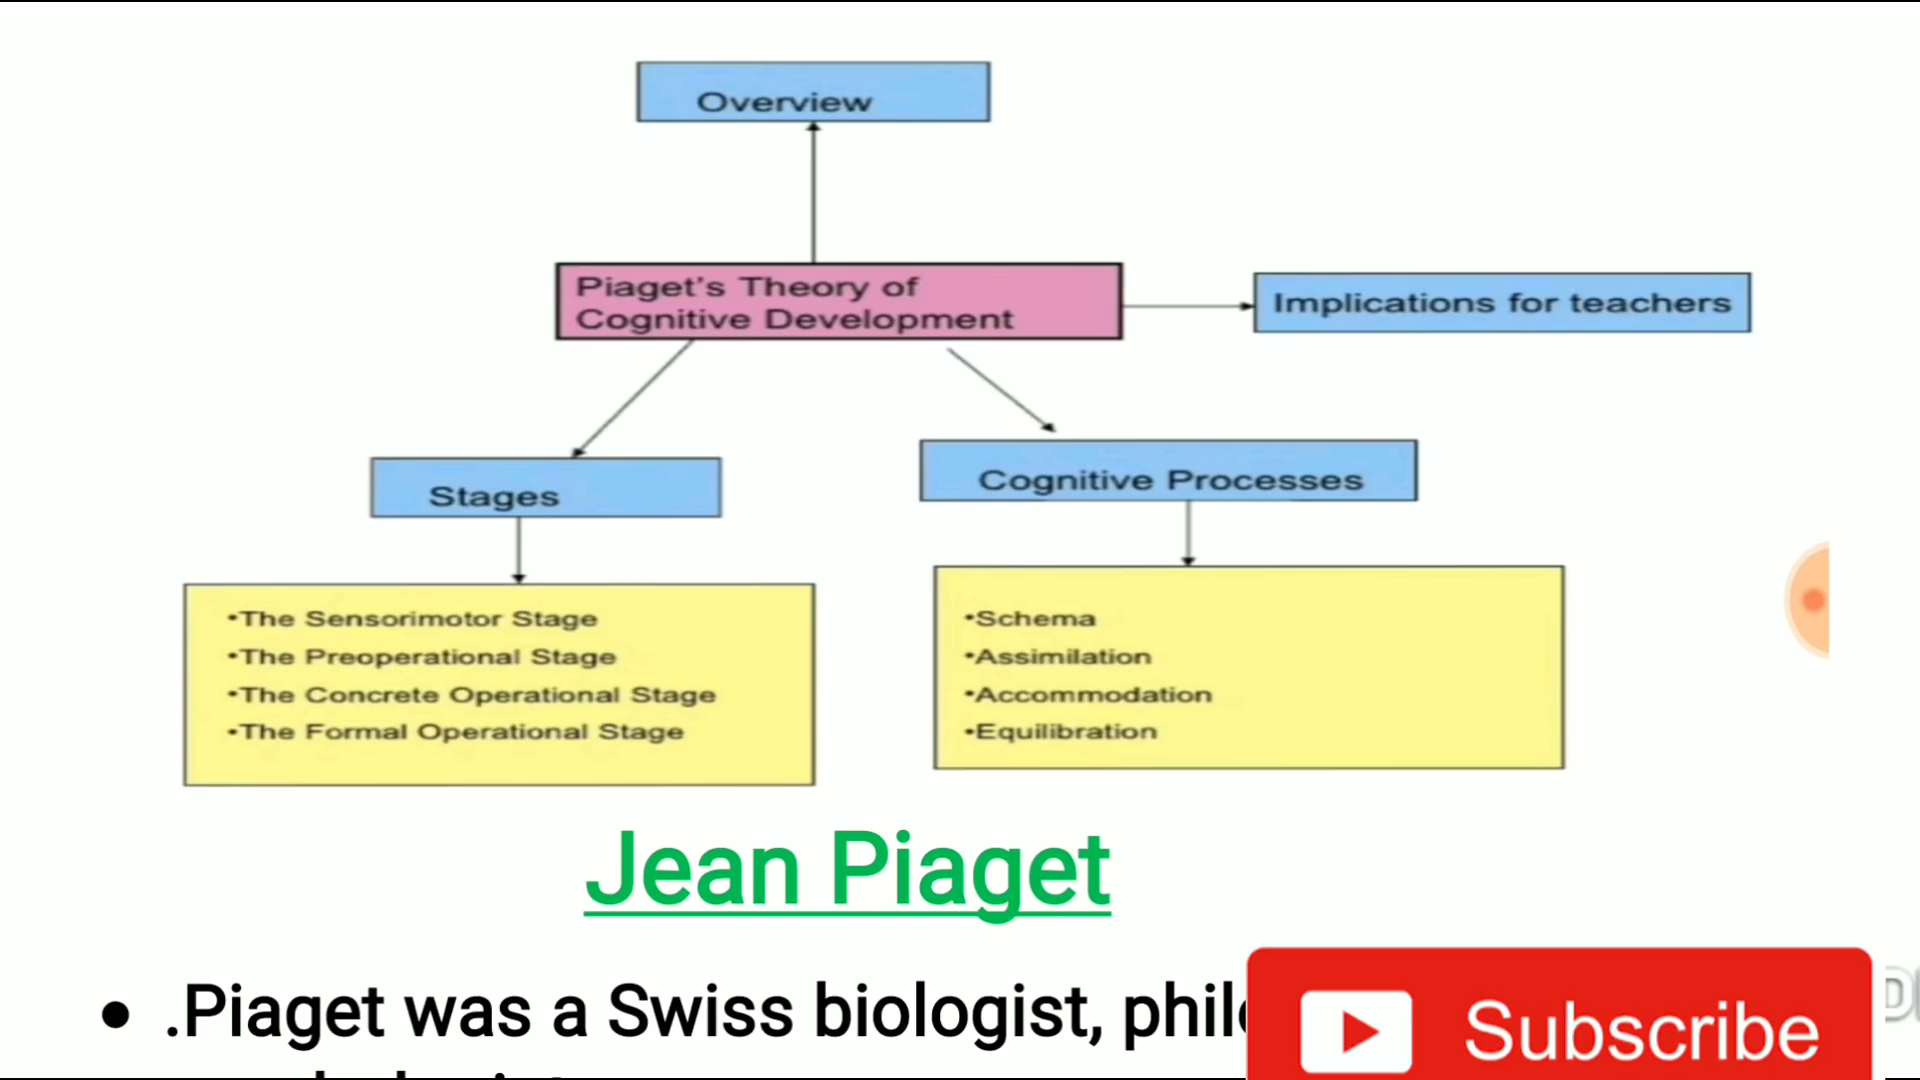 Overview
Piaget's Theory of
Cognitive Development
Implications for teachers
Stages
Cognitive Processes
•The Sensorimotor Stage
•The Preoperational Stage
•The Concrete Operational Stage
•The Formal Operational Stage
•Schema
•Assimilation
•Accommodation
•Equilibration
Jean Piaget
• .Piaget was a Swiss biologist,
Subscribe